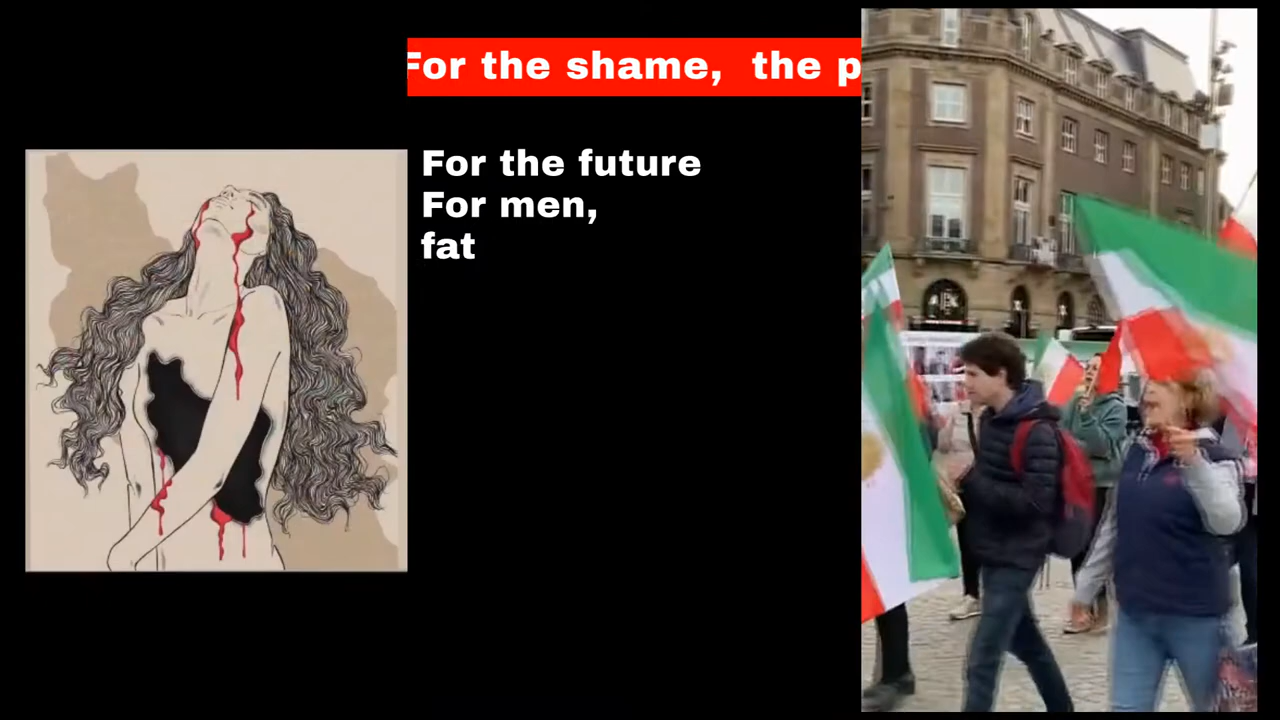 For the shame,  the p
For the future
For men,
fat